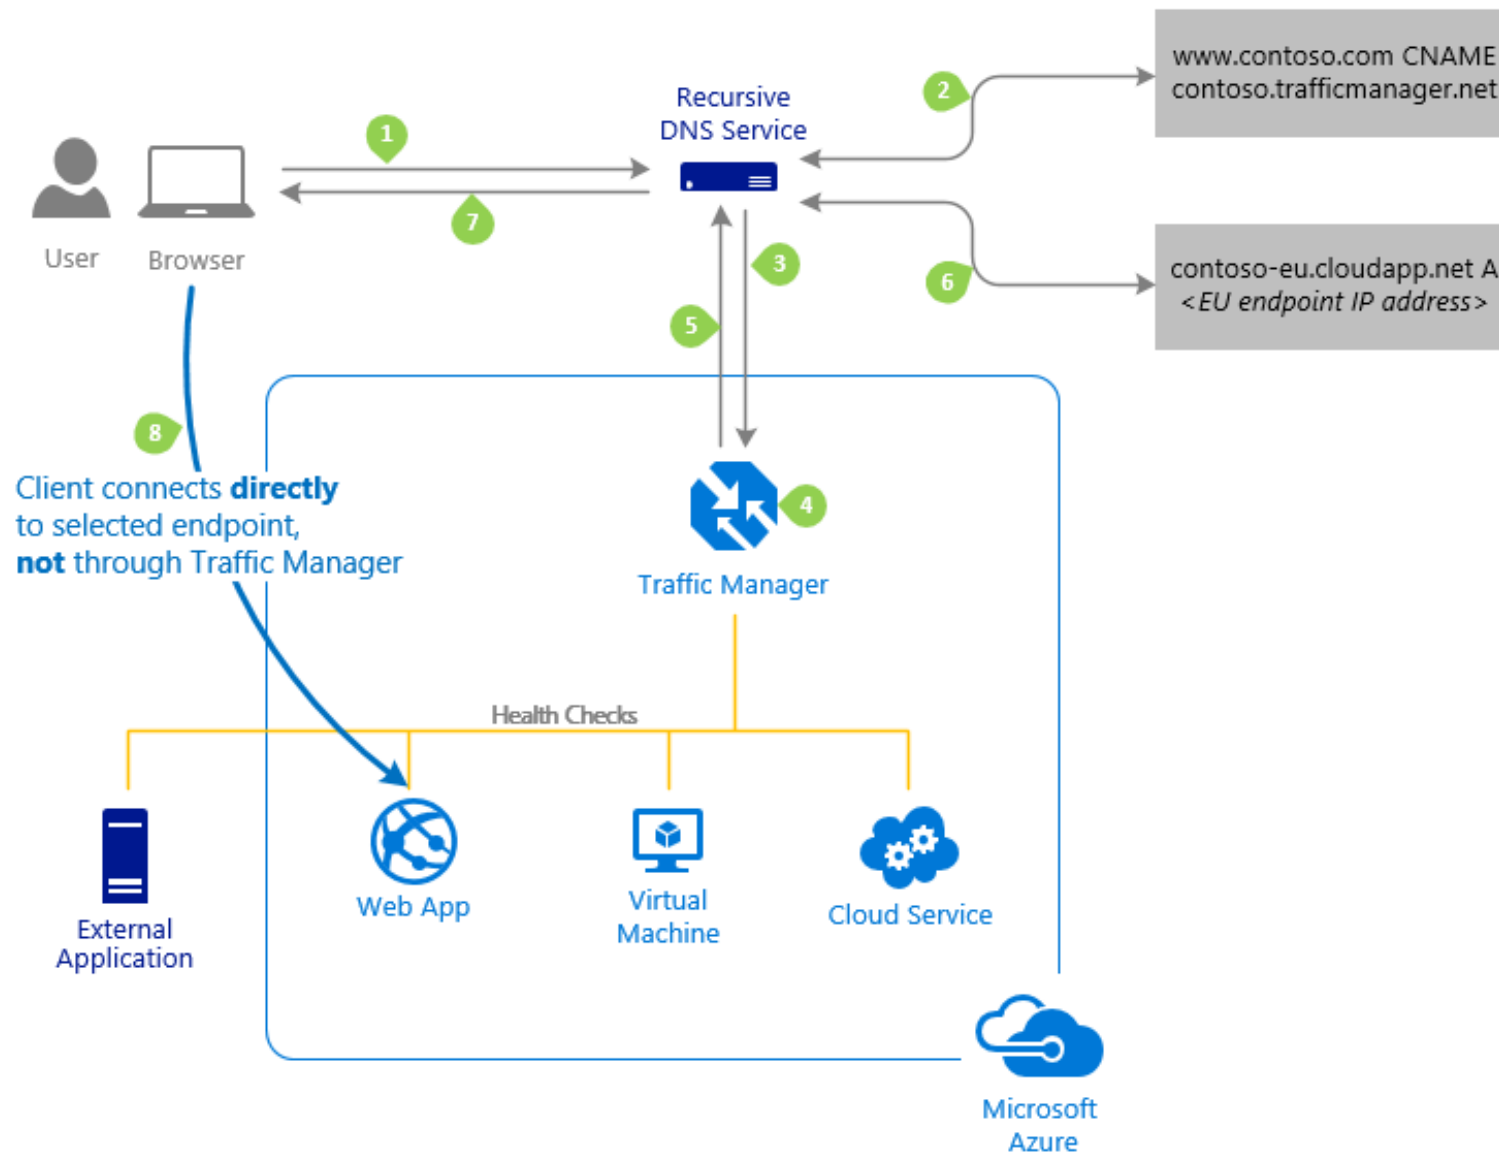 www.contoso.com CNAME
contoso.trafficmanager.net
2
Recursive
DNS Service
1
7
User
Browser
3
6
contoso-eu.cloudapp.net A
<EU endpoint IP address>
5
8
Client connects directly
to selected endpoint,
not through Traffic Manager
4
Traffic Manager
Health Checks
External
Application
Web App
Virtual
Machine
Cloud Service
Microsoft
Azure